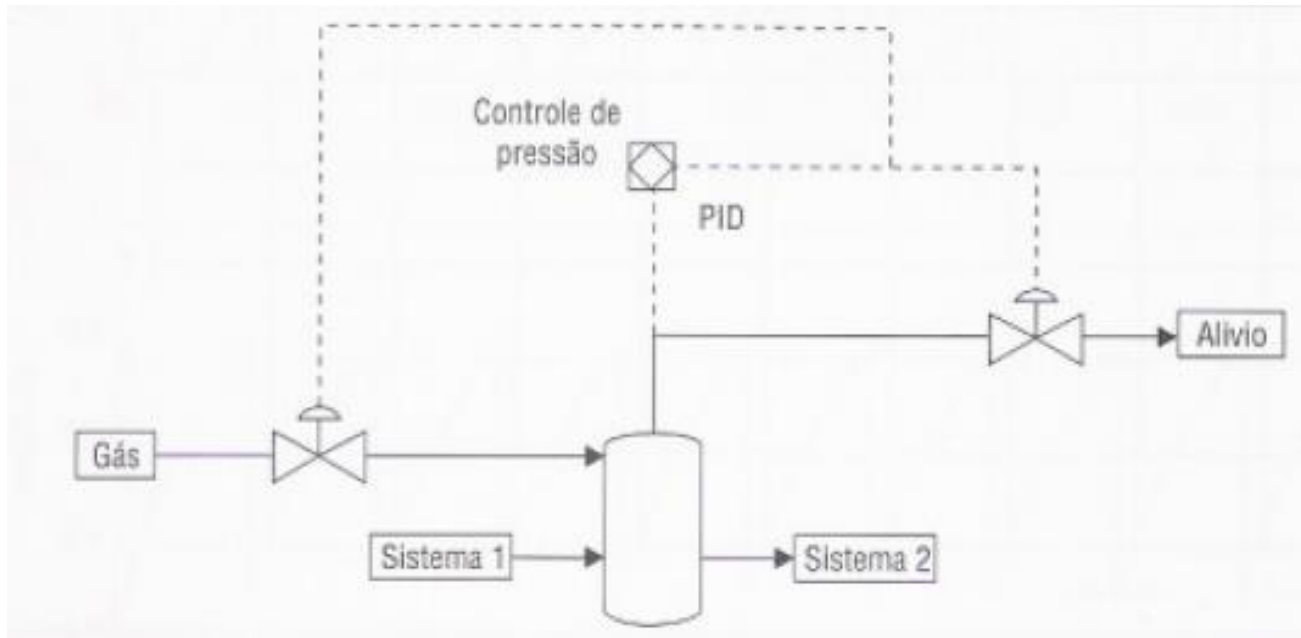 Controle de
pressão
PID
Alivio
Gás
Sistema 1
Sistema 2